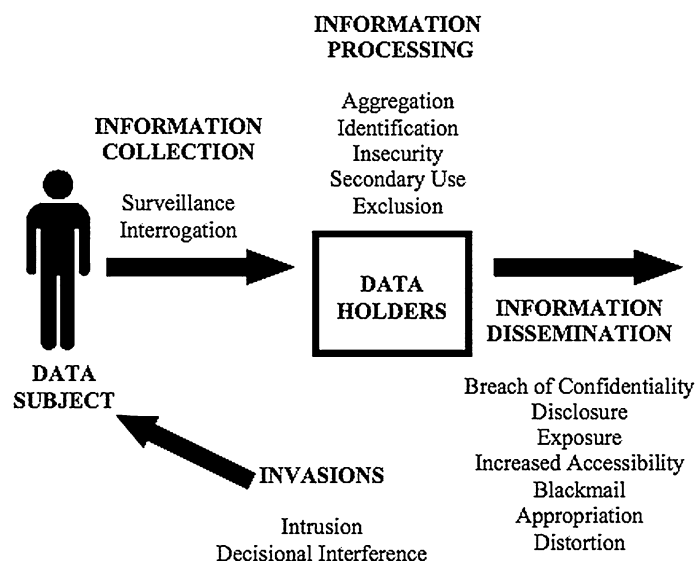 INFORMATION
PROCESSING
Aggregation
Identification
Insecurity
Secondary Use
Exclusion
INFORMATION
COLLECTION
Surveillance
Interrogation
DATA
HOLDERS
INFORMATION
DISSEMINATION
Breach of Confidentiality
Disclosure
Exposure
Increased Accessibility
Blackmail
Appropriation
Distortion
DATA
SUBJECT
INVASIONS
Intrusion
Decisional Interference